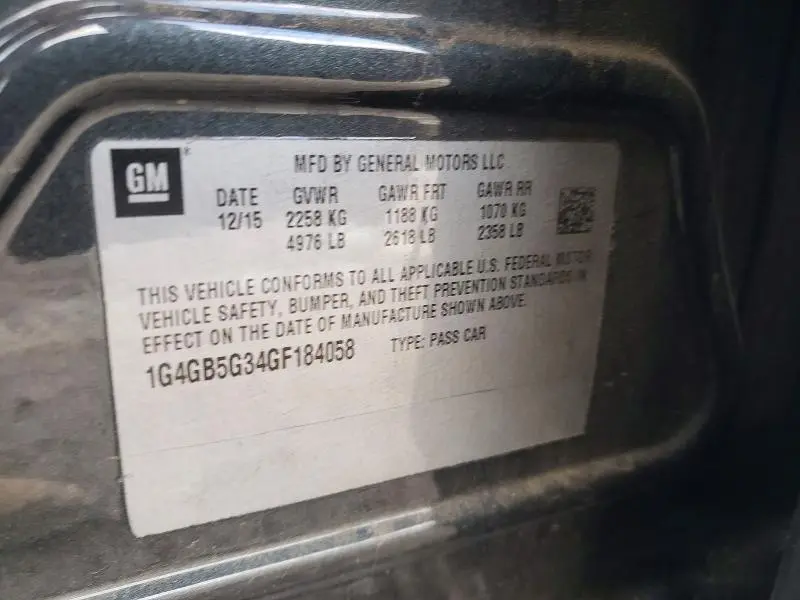 GM
MFD BY GENERAL MOTORS LLC
DATE GVWR GAWR FRT GAWR RR
12/15 2258 KG 1188 KG 1070 KG
4976 LB 2618 LB 2358 LB
THIS VEHICLE CONFORMS TO ALL APPLICABLE U.S. FEDERAL MOTOR
VEHICLE SAFETY, BUMPER, AND THEFT PREVENTION STANDARDS IN
EFFECT ON THE DATE OF MANUFACTURE SHOWN ABOVE.
1G4GB5G34GF184058 TYPE: PASS CAR